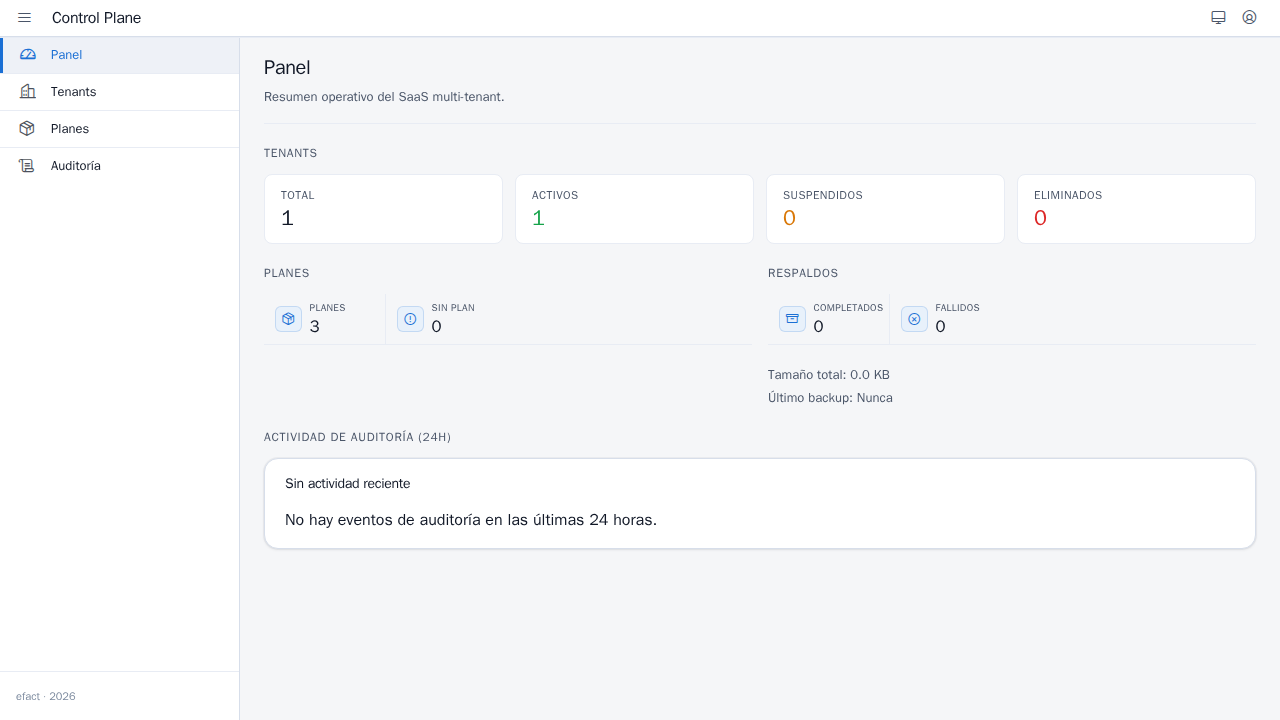 Control Plane
Panel
Tenants
Planes
Auditoría
efact · 2026
Panel
Resumen operativo del SaaS multi-tenant.
TENANTS
TOTAL
1
ACTIVOS
1
SUSPENDIDOS
0
ELIMINADOS
0
PLANES
PLANES
3
SIN PLAN
0
RESPALDOS
COMPLETADOS
0
FALLIDOS
0
Tamaño total: 0.0 KB
Último backup: Nunca
ACTIVIDAD DE AUDITORÍA (24H)
Sin actividad reciente
No hay eventos de auditoría en las últimas 24 horas.